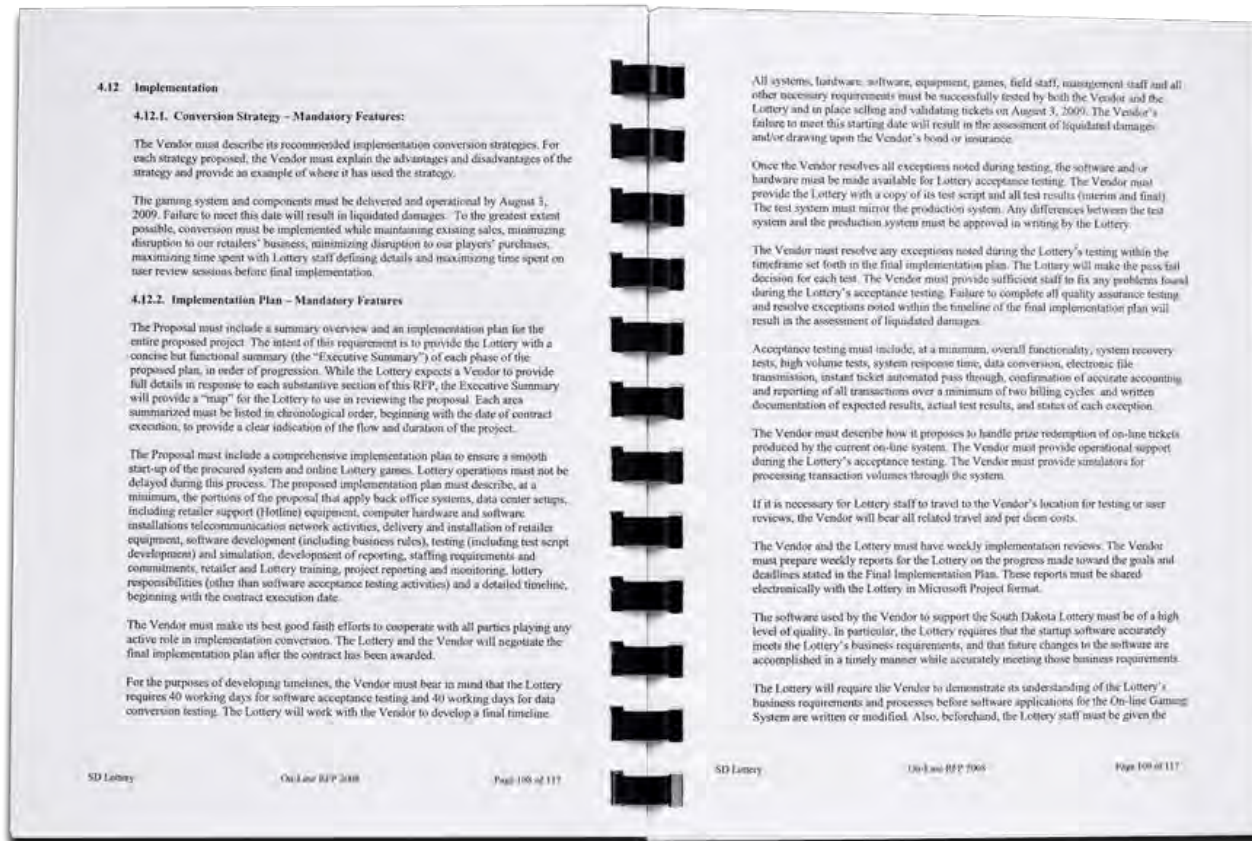 4.12 Implementation
4.12.1. Conversion Strategy – Mandatory Features:
The Vendor must describe its recommended implementation conversion strategies. For
each strategy proposed, the Vendor must explain the advantages and disadvantages of the
strategy and provide an example of where it has used the strategy.
The gaming system and components must be delivered and operational by August 3,
2009. Failure to meet this date will result in liquidated damages. To the greatest extent
possible, conversion must be implemented while maintaining existing sales, minimizing
disruption to our retailers' business, minimizing disruption to our players' purchases,
maximizing time spent with Lottery staff defining details and maximizing time spent on
user review sessions before final implementation.
4.12.2. Implementation Plan – Mandatory Features
The Proposal must include a summary overview and an implementation plan for the
entire proposed project. The intent of this requirement is to provide the Lottery with a
concise but functional summary (the "Executive Summary") of each phase of the
proposed plan, in order of progression. While the Lottery expects a Vendor to provide
full details in response to each substantive section of this RFP, the Executive Summary
will provide a "map" for the Lottery to use in reviewing the proposal. Each area
summarized must be listed in chronological order, beginning with the date of contract
execution, to provide a clear indication of the flow and duration of the project.
The Proposal must include a comprehensive implementation plan to ensure a smooth
start-up of the procured system and online Lottery games. Lottery operations must not be
delayed during this process. The proposed implementation plan must describe, at a
minimum, the portions of the proposal that apply back office systems, data center setups,
including retailer support (Hotline) equipment, computer hardware and software
installations telecommunication network activities, delivery and installation of retailer
equipment, software development (including business rules), testing (including test script
development) and simulation, development of reporting, staffing requirements and
commitments, retailer and Lottery training, project reporting and monitoring, lottery
responsibilities (other than software acceptance testing activities) and a detailed timeline,
beginning with the contract execution date.
The Vendor must make its best good faith efforts to cooperate with all parties playing any
active role in implementation conversion. The Lottery and the Vendor will negotiate the
final implementation plan after the contract has been awarded.
For the purposes of developing timelines, the Vendor must bear in mind that the Lottery
requires 40 working days for software acceptance testing and 40 working days for data
conversion testing. The Lottery will work with the Vendor to develop a final timeline.
SD Lottery On-Line RFP 2008 Page 108 of 117
All systems, hardware, software, equipment, games, field staff, management staff and all
other necessary requirements must be successfully tested by both the Vendor and the
Lottery and in place selling and validating tickets on August 3, 2009. The Vendor's
failure to meet this starting date will result in the assessment of liquidated damages
and/or drawing upon the Vendor's bond or insurance.
Once the Vendor resolves all exceptions noted during testing, the software and/or
hardware must be made available for Lottery acceptance testing. The Vendor must
provide the Lottery with a copy of its test script and all test results (interim and final).
The test system must mirror the production system. Any differences between the test
system and the production system must be approved in writing by the Lottery.
The Vendor must resolve any exceptions noted during the Lottery's testing within the
timeframe set forth in the final implementation plan. The Lottery will make the pass/fail
decision for each test. The Vendor must provide sufficient staff to fix any problems found
during the Lottery's acceptance testing. Failure to complete all quality assurance testing
and resolve exceptions noted within the timeline of the final implementation plan will
result in the assessment of liquidated damages.
Acceptance testing must include, at a minimum, overall functionality, system recovery
tests, high volume tests, system response time, data conversion, electronic file
transmission, instant ticket automated pass through, confirmation of accurate accounting
and reporting of all transactions over a minimum of two billing cycles and written
documentation of expected results, actual test results, and status of each exception.
The Vendor must describe how it proposes to handle prize redemption of on-line tickets
produced by the current on-line system. The Vendor must provide operational support
during the Lottery's acceptance testing. The Vendor must provide simulators for
processing transaction volumes through the system.
If it is necessary for Lottery staff to travel to the Vendor's location for testing or user
reviews, the Vendor will bear all related travel and per diem costs.
The Vendor and the Lottery must have weekly implementation reviews. The Vendor
must prepare weekly reports for the Lottery on the progress made toward the goals and
deadlines stated in the Final Implementation Plan. These reports must be shared
electronically with the Lottery in Microsoft Project format.
The software used by the Vendor to support the South Dakota Lottery must be of a high
level of quality. In particular, the Lottery requires that the startup software accurately
meets the Lottery's business requirements, and that future changes to the software are
accomplished in a timely manner while accurately meeting those business requirements.
The Lottery will require the Vendor to demonstrate its understanding of the Lottery's
business requirements and processes before software applications for the On-line Gaming
System are written or modified. Also, beforehand, the Lottery staff must be given the
SD Lottery On-Line RFP 2008 Page 109 of 117